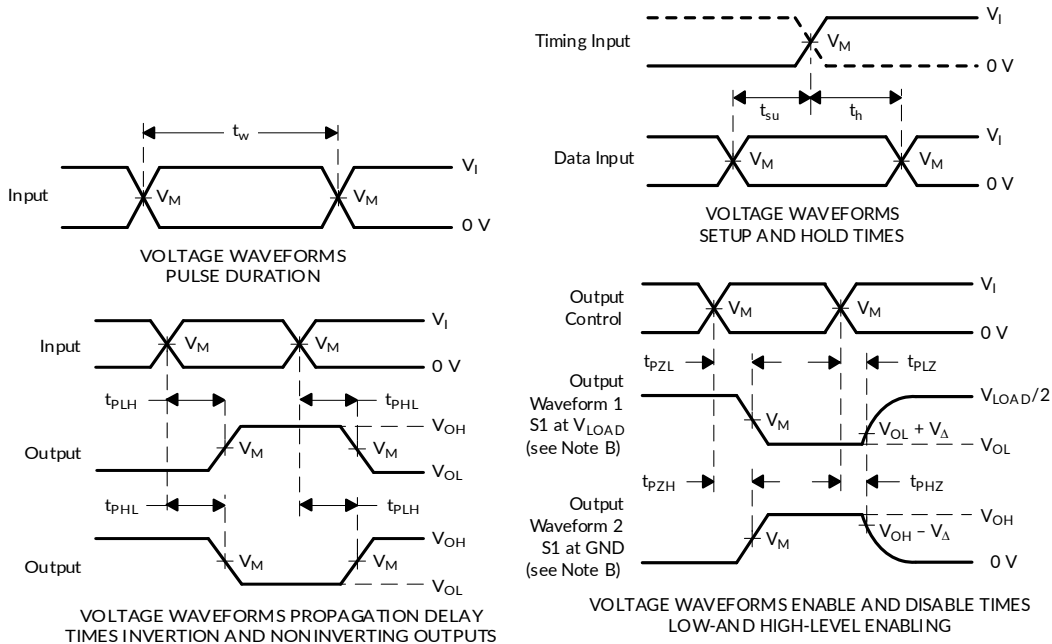 t_w
V_I
Input
V_M
V_M
0 V
VOLTAGE WAVEFORMS
PULSE DURATION
Timing Input
V_I
V_M
0 V
t_su
t_h
Data Input
V_I
V_M
V_M
0 V
VOLTAGE WAVEFORMS
SETUP AND HOLD TIMES
Input
V_I
V_M
V_M
0 V
t_PLH
t_PHL
Output
V_OH
V_M
V_M
V_OL
t_PHL
t_PLH
Output
V_OH
V_M
V_M
V_OL
VOLTAGE WAVEFORMS PROPAGATION DELAY
TIMES INVERTION AND NONINVERTING OUTPUTS
Output
Control
V_I
V_M
V_M
0 V
t_PZL
t_PLZ
Output
Waveform 1
S1 at V_LOAD
(see Note B)
V_LOAD/2
V_M
V_OL + V_Δ
V_OL
t_PZH
t_PHZ
Output
Waveform 2
S1 at GND
(see Note B)
V_OH
V_M
V_OH – V_Δ
0 V
VOLTAGE WAVEFORMS ENABLE AND DISABLE TIMES
LOW-AND HIGH-LEVEL ENABLING